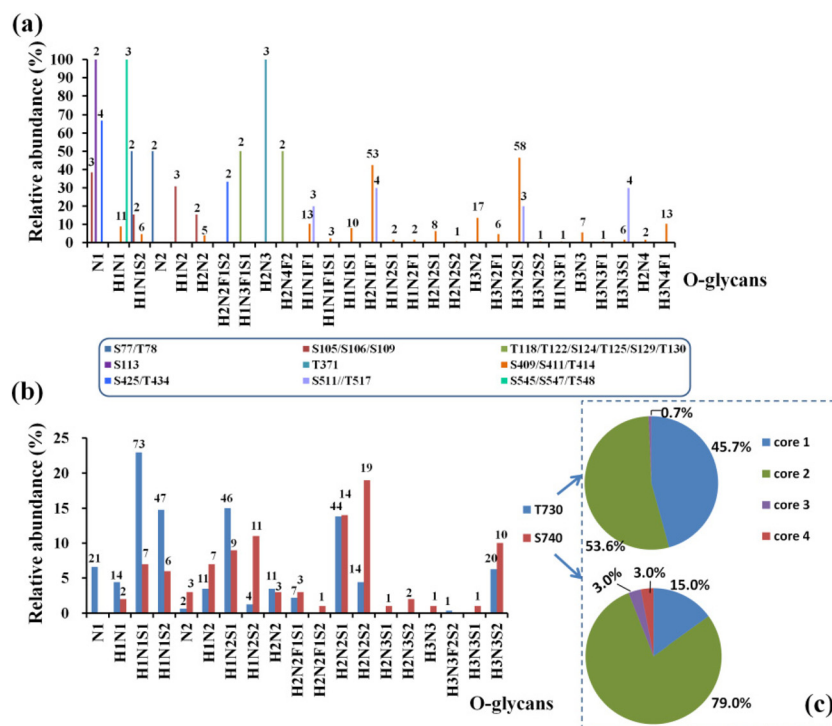 (a)
Relative abundance (%)
100
90
80
70
60
50
40
30
20
10
0
3 2 4 11 3 2 2 6 2 3 2 5 2 2 3 2 13 3 3 10 53 4 2 2 8 1 17 6 58 3 1 1 7 1 6 4 2 13
N1
H1N1
H1N1S2
N2
H1N2
H2N2
H2N2F1S2
H1N3F1S1
H2N3
H2N4F2
H1N1F1
H1N1F1S1
H1N1S1
H2N1F1
H1N2S1
H1N2F1
H2N2S1
H2N2S2
H3N2
H3N2F1
H3N2S1
H3N2S2
H1N3F1
H3N3
H3N3F1
H3N3S1
H2N4
H3N4F1
O-glycans
S77/T78
S105/S106/S109
T118/T122/S124/T125/S129/T130
S113
T371
S409/S411/T414
S425/T434
S511//T517
S545/S547/T548
(b)
Relative abundance (%)
25
20
15
10
5
0
21 14 2 73 7 47 6 2 3 11 7 46 9 4 11 11 3 7 3 1 44 14 14 19 1 2 1 1 1 20 10
N1
H1N1
H1N1S1
H1N1S2
N2
H1N2
H1N2S1
H1N2S2
H2N2
H2N2F1S1
H2N2F1S2
H2N2S1
H2N2S2
H3N2S1
H3N2S2
H3N3
H3N3F2S2
H3N3S1
H3N3S2
O-glycans
T730
S740
0.7%
45.7%
53.6%
core 1
core 2
core 3
core 4
3.0%
3.0%
15.0%
79.0%
(c)